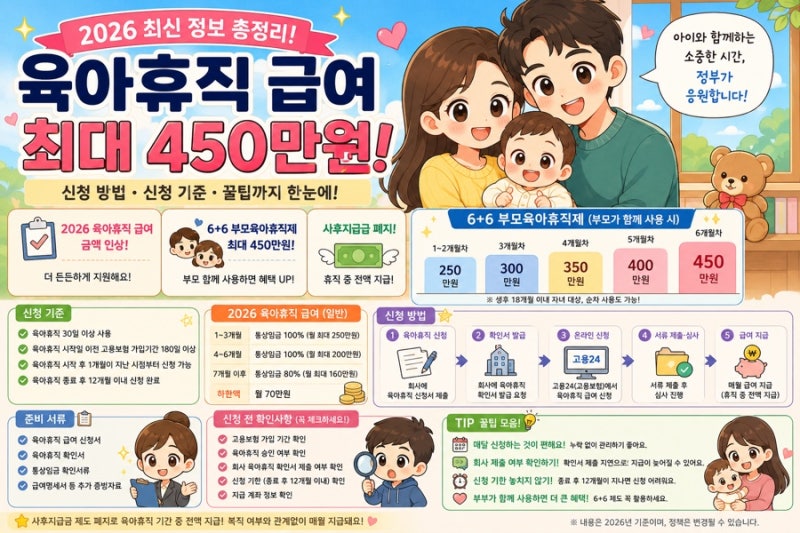 2026 최신 정보 총정리!
육아휴직 급여
최대 450만원!
신청 방법 · 신청 기준 · 꿀팁까지 한눈에!
아이와 함께하는
소중한 시간,
정부가
응원합니다!
2026 육아휴직 급여
금액 인상!
더 든든하게 지원해요!
6+6 부모육아휴직제
최대 450만원!
부모 함께 사용하면 혜택 UP!
사후지급금 폐지!
휴직 중 전액 지급!
6+6 부모육아휴직제 (부모가 함께 사용 시)
1~2개월차
250
만원
3개월차
300
만원
4개월차
350
만원
5개월차
400
만원
6개월차
450
만원
※ 생후 18개월 이내 자녀 대상, 순차 사용도 가능!
신청 기준
육아휴직 30일 이상 사용
육아휴직 시작일 이전 고용보험 가입기간 180일 이상
육아휴직 시작 후 1개월이 지난 시점부터 신청 가능
육아휴직 종료 후 12개월 이내 신청 완료
2026 육아휴직 급여 (일반)
1~3개월 통상임금 100% (월 최대 250만원)
4~6개월 통상임금 100% (월 최대 200만원)
7개월 이후 통상임금 80% (월 최대 160만원)
하한액 월 70만원
신청 방법
1 육아휴직 신청
회사에
육아휴직 신청서 제출
2 확인서 발급
회사에 육아휴직
확인서 발급 요청
3 온라인 신청
고용24
고용24(고용보험)에서
육아휴직 급여 신청
4 서류 제출·심사
서류 제출 후
심사 진행
5 급여 지급
매월 급여 지급
(휴직 중 전액 지급)
준비 서류
육아휴직 급여 신청서
육아휴직 확인서
통상임금 확인서류
급여명세서 등 추가 증빙자료
신청 전 확인사항 (꼭 체크하세요!)
고용보험 가입 기간 확인
육아휴직 승인 여부 확인
회사 육아휴직 확인서 제출 여부 확인
신청 기한 (종료 후 12개월 이내) 확인
지급 계좌 정보 확인
TIP 꿀팁 모음!
매달 신청하는 것이 편해요! 누락 없이 관리하기 좋아요.
회사 제출 여부 확인하기! 확인서 제출 지연으로 지급이 늦어질 수 있어요.
신청 기한 놓치지 않기! 종료 후 12개월이 지나면 신청 어려워요.
부부가 함께 사용하면 더 큰 혜택! 6+6 제도 꼭 활용하세요.
사후지급금 제도 폐지로 육아휴직 기간 중 전액 지급! 복직 여부와 관계없이 매월 지급돼요!
※ 내용은 2026년 기준이며, 정책은 변경될 수 있습니다.